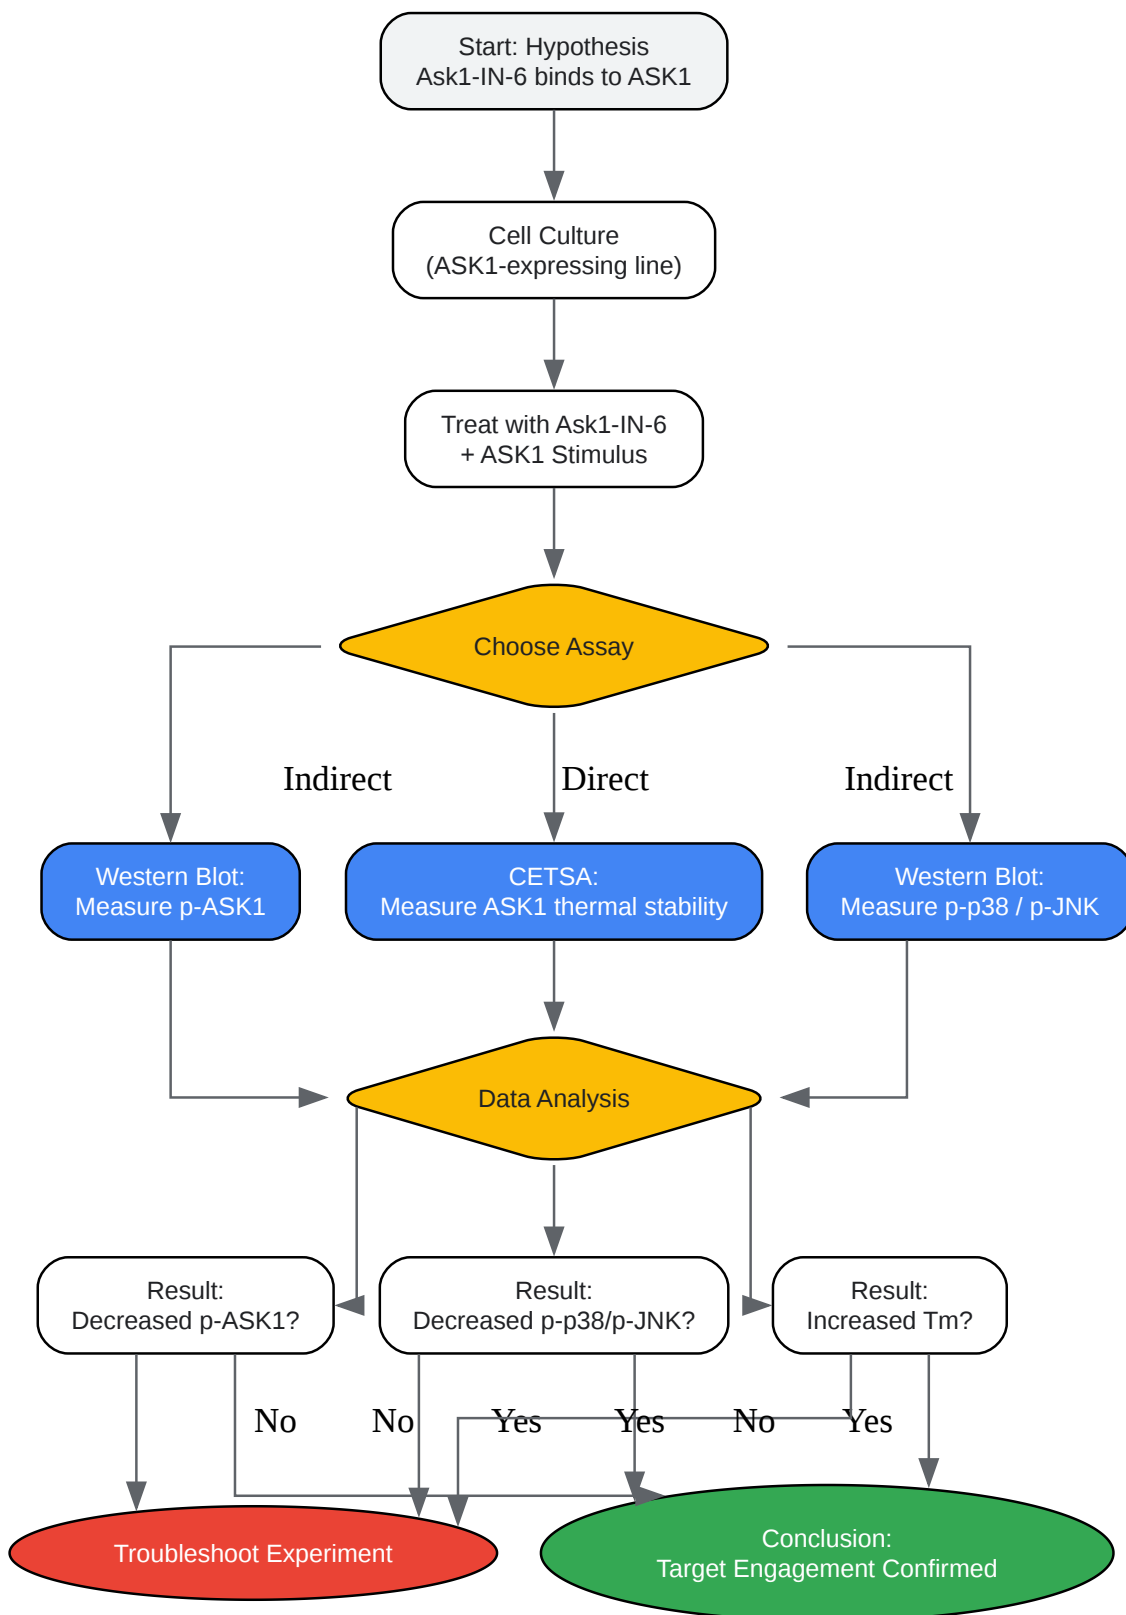 Start: Hypothesis
Ask1-IN-6 binds to ASK1
Cell Culture
(ASK1-expressing line)
Treat with Ask1-IN-6
+ ASK1 Stimulus
Choose Assay
Indirect
Direct
Indirect
Western Blot:
Measure p-ASK1
CETSA:
Measure ASK1 thermal stability
Western Blot:
Measure p-p38 / p-JNK
Data Analysis
Result:
Decreased p-ASK1?
Result:
Decreased p-p38/p-JNK?
Result:
Increased Tm?
No
No
Yes
Yes
No
Yes
Troubleshoot Experiment
Conclusion:
Target Engagement Confirmed